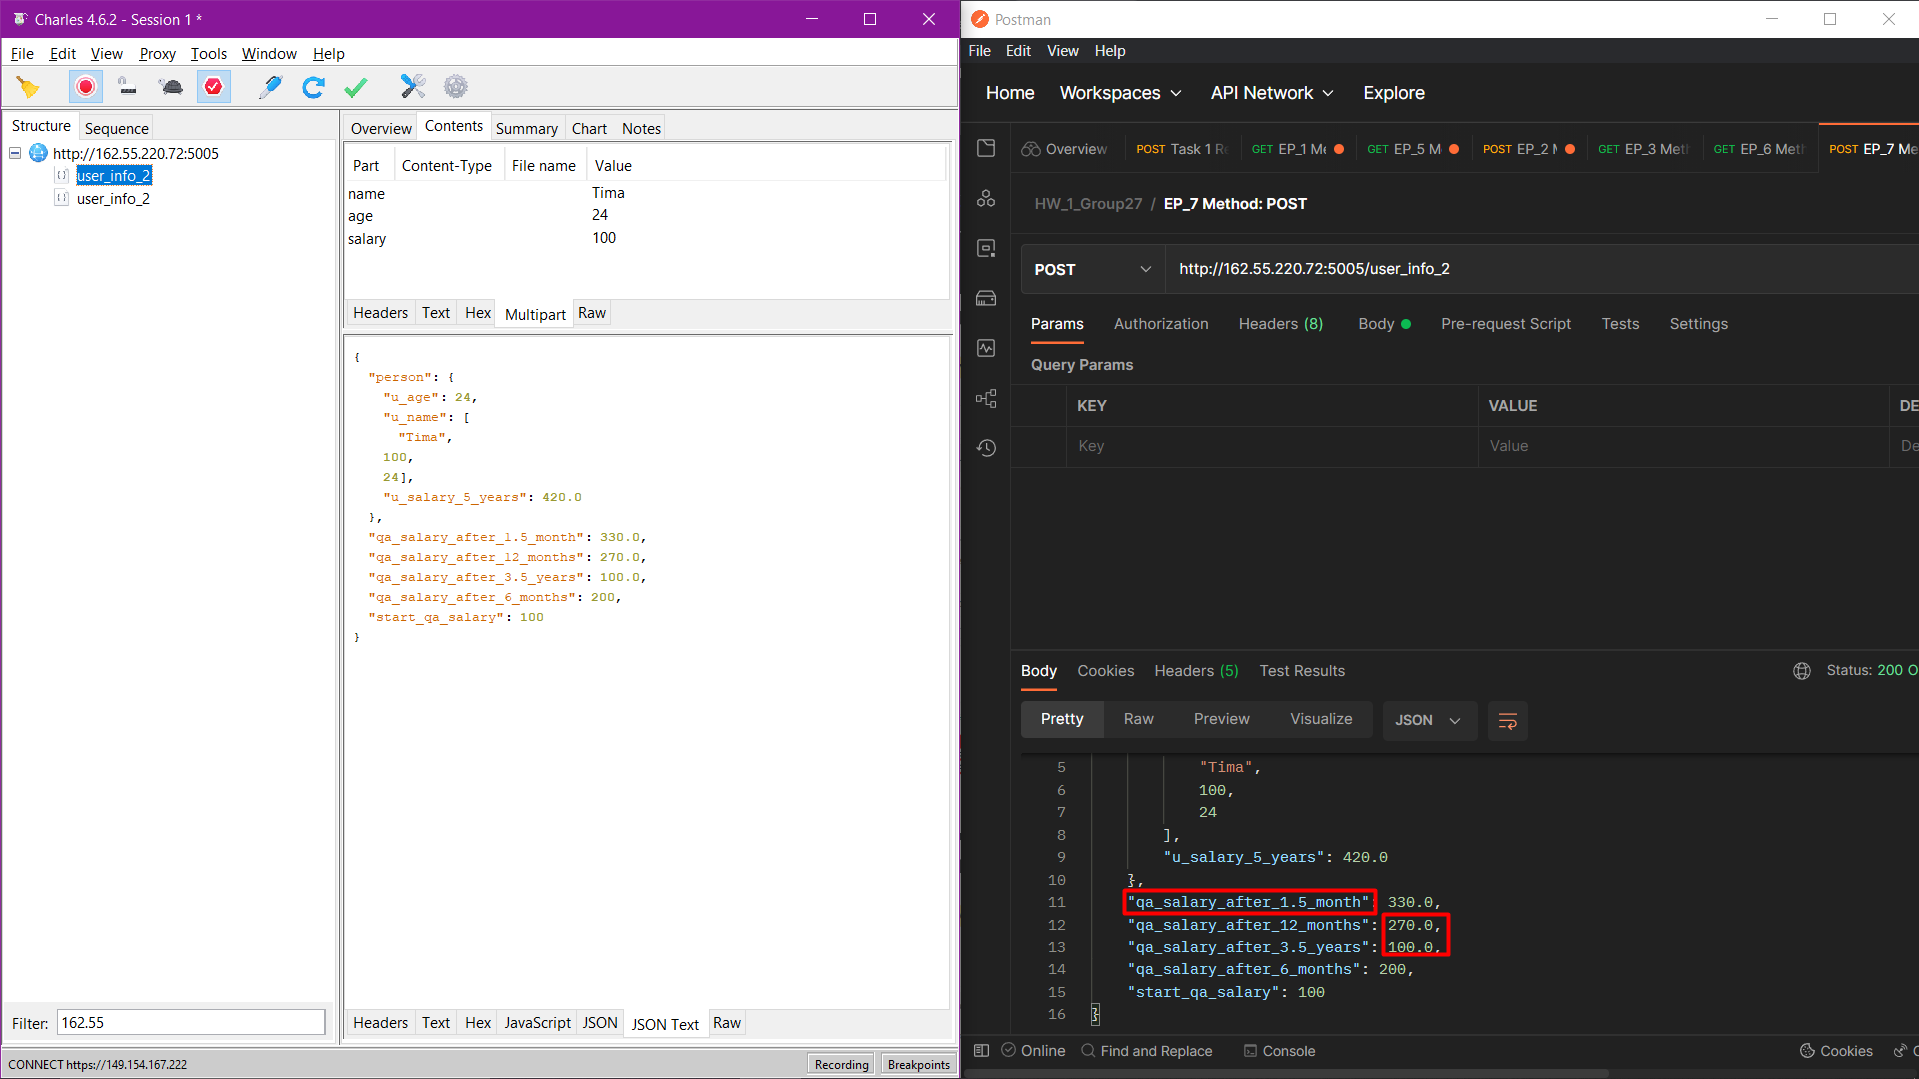 Charles 4.6.2 - Session 1 *
File Edit View Proxy Tools Window Help
Structure Sequence
http://162.55.220.72:5005
user_info_2
user_info_2
Filter: 162.55
Overview Contents Summary Chart Notes
Part Content-Type File name Value
name Tima
age 24
salary 100
Headers Text Hex Multipart Raw
{
"person": {
"u_age": 24,
"u_name": [
"Tima",
100,
24],
"u_salary_5_years": 420.0
},
"qa_salary_after_1.5_month": 330.0,
"qa_salary_after_12_months": 270.0,
"qa_salary_after_3.5_years": 100.0,
"qa_salary_after_6_months": 200,
"start_qa_salary": 100
}
Headers Text Hex JavaScript JSON JSON Text Raw
CONNECT https://149.154.167.222
Recording Breakpoints
Postman
File Edit View Help
Home Workspaces API Network Explore
Overview POST Task 1 GET EP_1 GET EP_5 M POST EP_2 GET EP_3 Met GET EP_6 Met POST EP_7 Me
HW_1_Group27 / EP_7 Method: POST
POST http://162.55.220.72:5005/user_info_2
Params Authorization Headers (8) Body Pre-request Script Tests Settings
Query Params
KEY VALUE DE
Key Value De
Body Cookies Headers (5) Test Results Status: 200 O
Pretty Raw Preview Visualize JSON
5 "Tima",
6 100,
7 24
8 ],
9 "u_salary_5_years": 420.0
10 },
11 "qa_salary_after_1.5_month": 330.0,
12 "qa_salary_after_12_months": 270.0,
13 "qa_salary_after_3.5_years": 100.0,
14 "qa_salary_after_6_months": 200,
15 "start_qa_salary": 100
16 }
Online Find and Replace Console Cookies